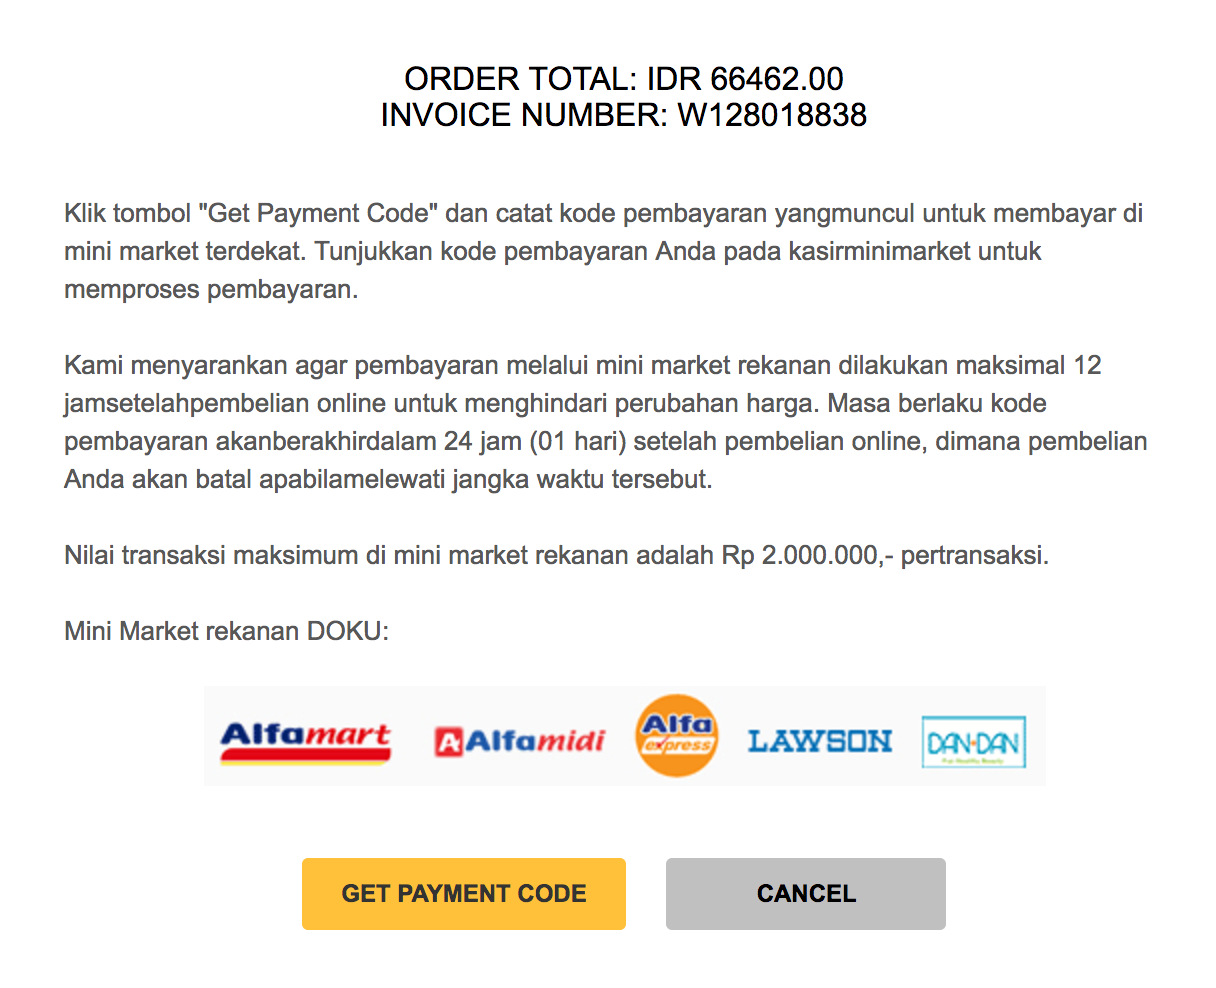 ORDER TOTAL: IDR 66462.00
INVOICE NUMBER: W128018838
Klik tombol "Get Payment Code" dan catat kode pembayaran yangmuncul untuk membayar di
mini market terdekat. Tunjukkan kode pembayaran Anda pada kasirminimarket untuk
memproses pembayaran.
Kami menyarankan agar pembayaran melalui mini market rekanan dilakukan maksimal 12
jamsetelahpembelian online untuk menghindari perubahan harga. Masa berlaku kode
pembayaran akanberakhirdalam 24 jam (01 hari) setelah pembelian online, dimana pembelian
Anda akan batal apabilamelewati jangka waktu tersebut.
Nilai transaksi maksimum di mini market rekanan adalah Rp 2.000.000,- pertransaksi.
Mini Market rekanan DOKU:
Alfamart A Alfamidi Alfa express LAWSON DAN+DAN
For Healthy Beauty
GET PAYMENT CODE CANCEL